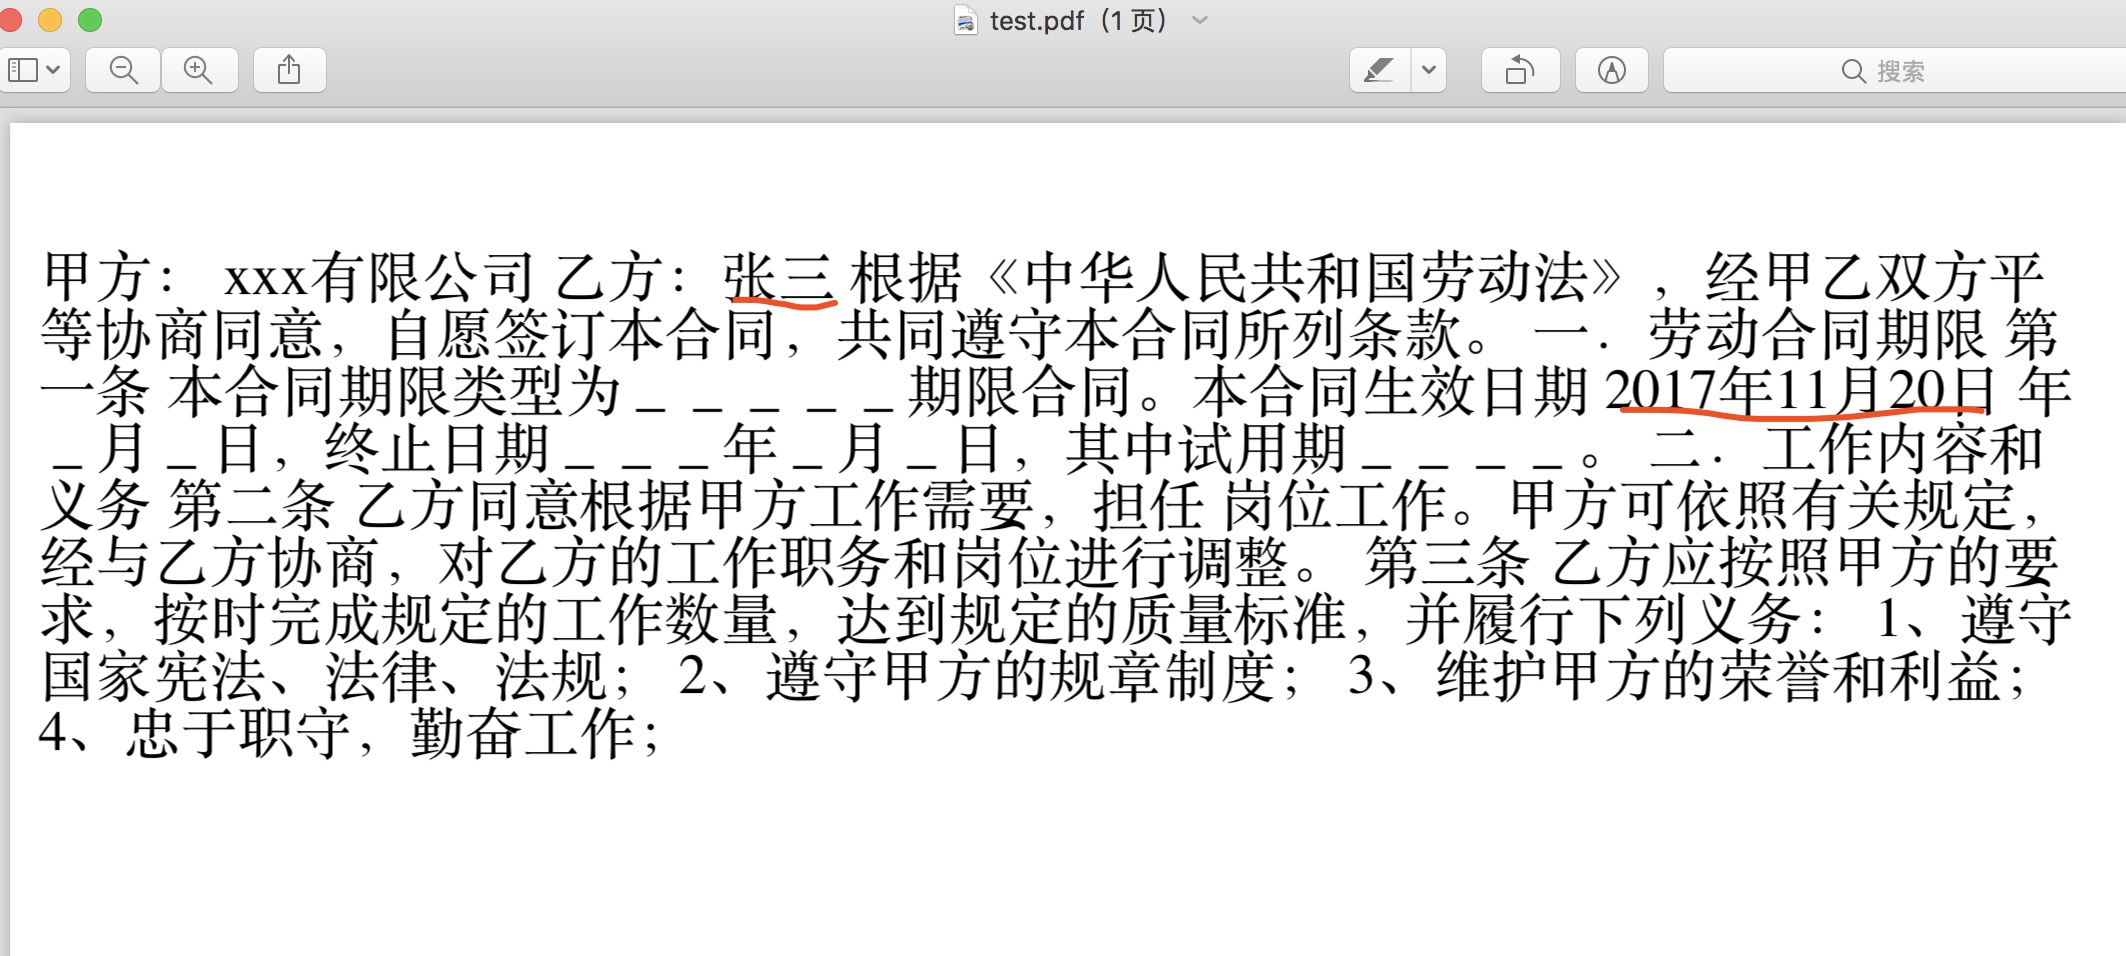 test.pdf（1 页）
搜索
甲方： xxx有限公司 乙方：张三 根据《中华人民共和国劳动法》，经甲乙双方平
等协商同意，自愿签订本合同，共同遵守本合同所列条款。 一．劳动合同期限 第
一条 本合同期限类型为_ _ _ _ _期限合同。本合同生效日期 2017年11月20日 年
_月_日，终止日期_ _ _年_月_日，其中试用期_ _ _ _。 二．工作内容和
义务 第二条 乙方同意根据甲方工作需要，担任 岗位工作。甲方可依照有关规定，
经与乙方协商，对乙方的工作职务和岗位进行调整。 第三条 乙方应按照甲方的要
求，按时完成规定的工作数量，达到规定的质量标准，并履行下列义务： 1、遵守
国家宪法、法律、法规； 2、遵守甲方的规章制度； 3、维护甲方的荣誉和利益；
4、忠于职守，勤奋工作；